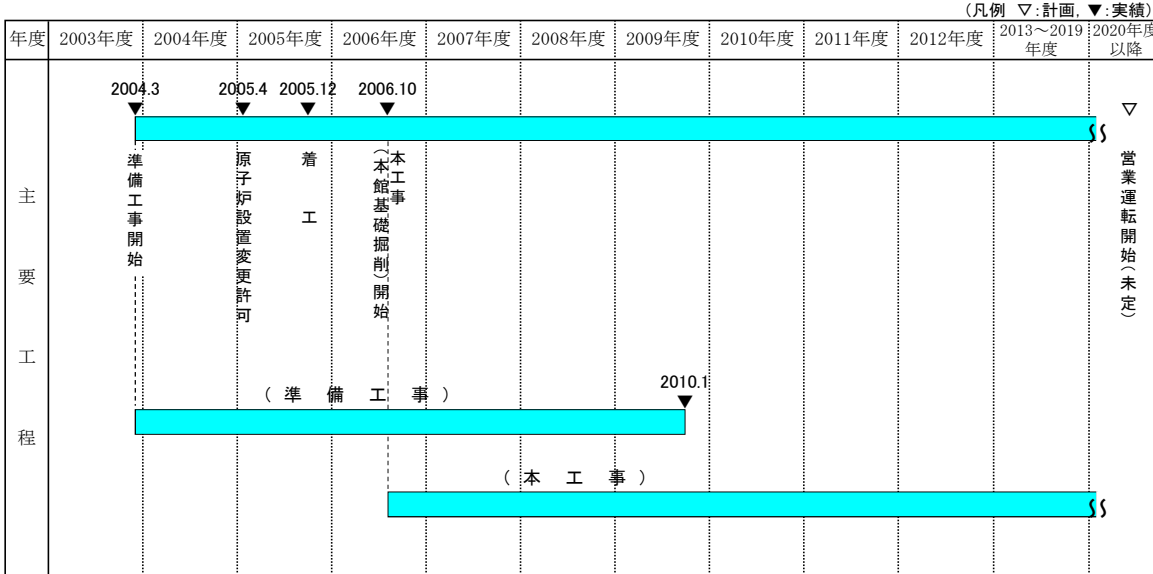 (凡例 ▽:計画, ▼:実績)
年度 2003年度 2004年度 2005年度 2006年度 2007年度 2008年度 2009年度 2010年度 2011年度 2012年度 2013～2019年度 2020年度以降
主要工程
2004.3 2005.4 2005.12 2006.10
▼ ▼ ▼ ▼ ▽
準備工事開始
原子炉設置変更許可
着工
本工事
(本館基礎掘削)開始
営業運転開始(未定)
(準備工事)
2010.1
▼
(本工事)